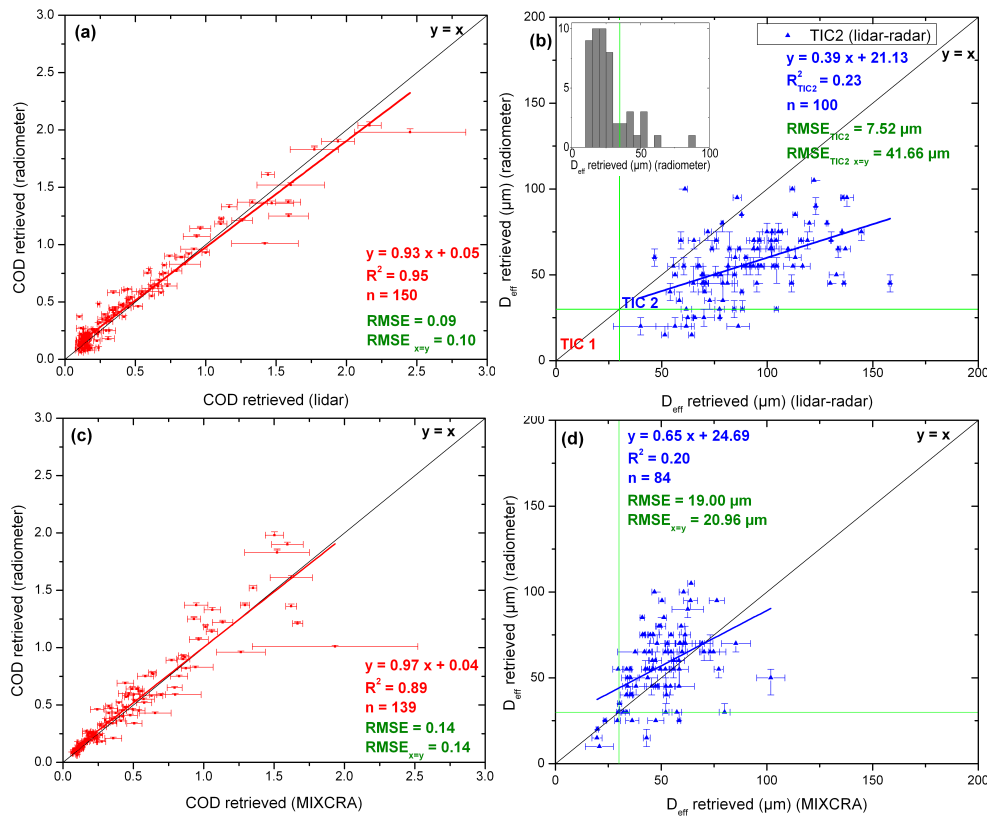 (a)
y = x
3.0
2.5
2.0
1.5
1.0
0.5
0.0
COD retrieved (radiometer)
y = 0.93 x + 0.05
R² = 0.95
n = 150
RMSE = 0.09
RMSE x=y = 0.10
0.0 0.5 1.0 1.5 2.0 2.5 3.0
COD retrieved (lidar)
(b)
TIC2 (lidar-radar)
y = x
y = 0.39 x + 21.13
R²TIC2 = 0.23
n = 100
RMSETIC2 = 7.52 µm
RMSETIC2 x=y = 41.66 µm
10
5
0
0 50 100
Deff retrieved (µm) (radiometer)
200
150
100
50
0
Deff retrieved (µm) (radiometer)
TIC 2
TIC 1
0 50 100 150 200
Deff retrieved (µm) (lidar-radar)
(c)
y = x
3.0
2.5
2.0
1.5
1.0
0.5
0.0
COD retrieved (radiometer)
y = 0.97 x + 0.04
R² = 0.89
n = 139
RMSE = 0.14
RMSEx=y = 0.14
0.0 0.5 1.0 1.5 2.0 2.5 3.0
COD retrieved (MIXCRA)
(d)
y = x
y = 0.65 x + 24.69
R² = 0.20
n = 84
RMSE = 19.00 µm
RMSEx=y = 20.96 µm
200
150
100
50
0
Deff retrieved (µm) (radiometer)
0 50 100 150 200
Deff retrieved (µm) (MIXCRA)